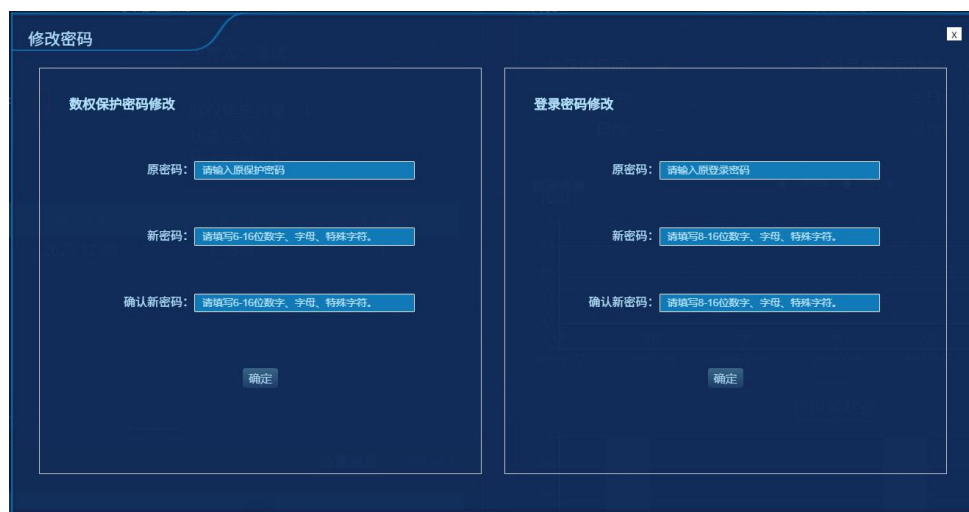 修改密码
x
数权保护密码修改
原密码： 请输入原保护密码
新密码： 请填写6-16位数字、字母、特殊字符。
确认新密码： 请填写6-16位数字、字母、特殊字符。
确定
登录密码修改
原密码： 请输入原登录密码
新密码： 请填写8-16位数字、字母、特殊字符。
确认新密码： 请填写8-16位数字、字母、特殊字符。
确定